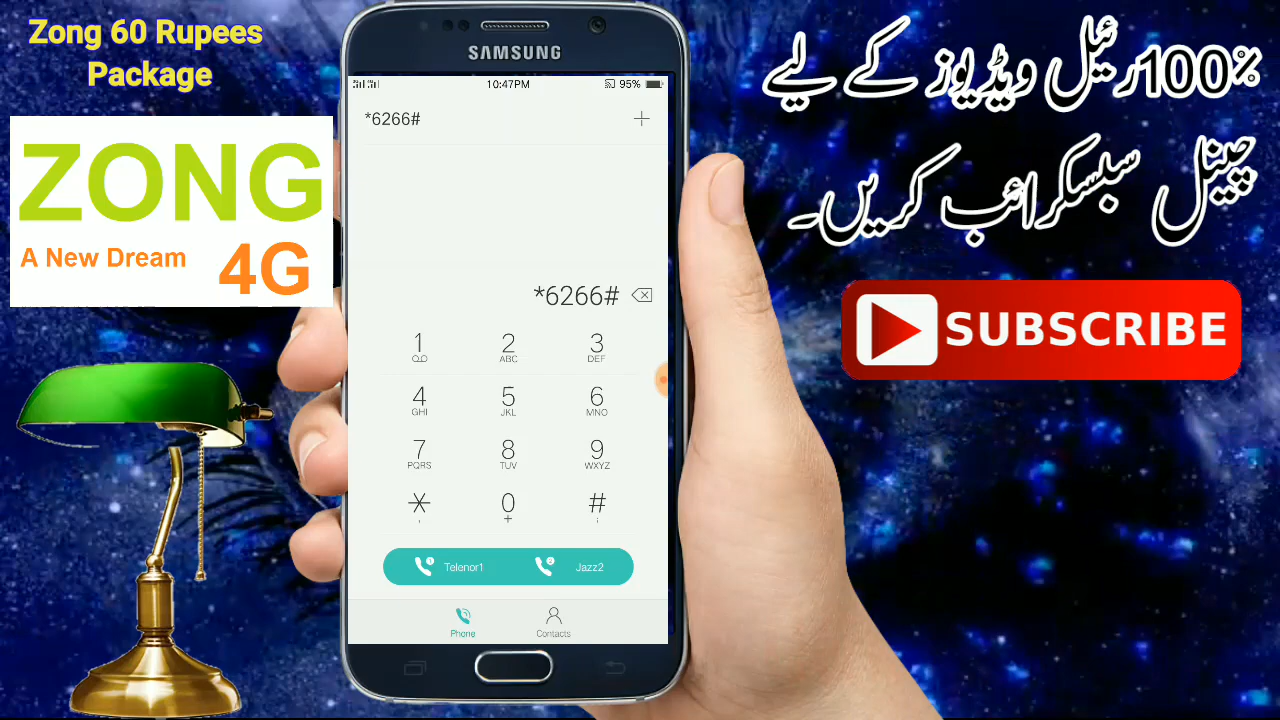 Zong 60 Rupees
Package
ZONG
A New Dream
4G
SAMSUNG
10:47PM
95%
*6266#
*6266#
1
2 ABC
3 DEF
4 GHI
5 JKL
6 MNO
7 PQRS
8 TUV
9 WXYZ
* ,
0 +
# ;
Telenor1
Jazz2
Phone
Contacts
100% رئیل ویڈیوز کے لیے
چینل سبسکرائب کریں۔
SUBSCRIBE